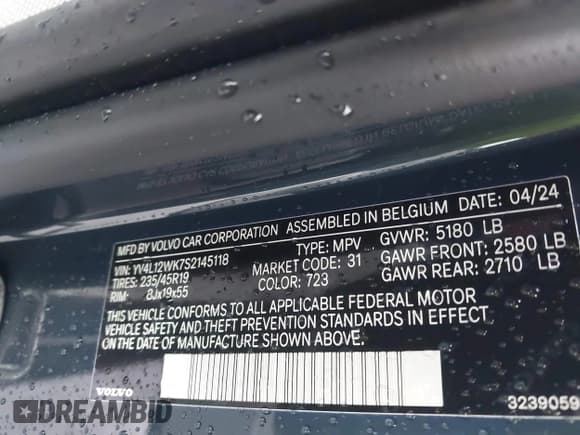 MFD BY VOLVO CAR CORPORATION ASSEMBLED IN BELGIUM DATE 04/24
VIN: YV4L12WK7S2145118 TYPE: MPV GVWR: 5180 LB
TIRES: 235/45R19 MARKET CODE: 31 GAWR FRONT: 2580 LB
RIM: 8Jx19x55 COLOR: 723 GAWR REAR: 2710 LB
THIS VEHICLE CONFORMS TO ALL APPLICABLE FEDERAL MOTOR
VEHICLE SAFETY AND THEFT PREVENTION STANDARDS IN EFFECT
ON THE DATE OF MANUFACTURE SHOWN ABOVE.
VOLVO
3239059
DREAMBID